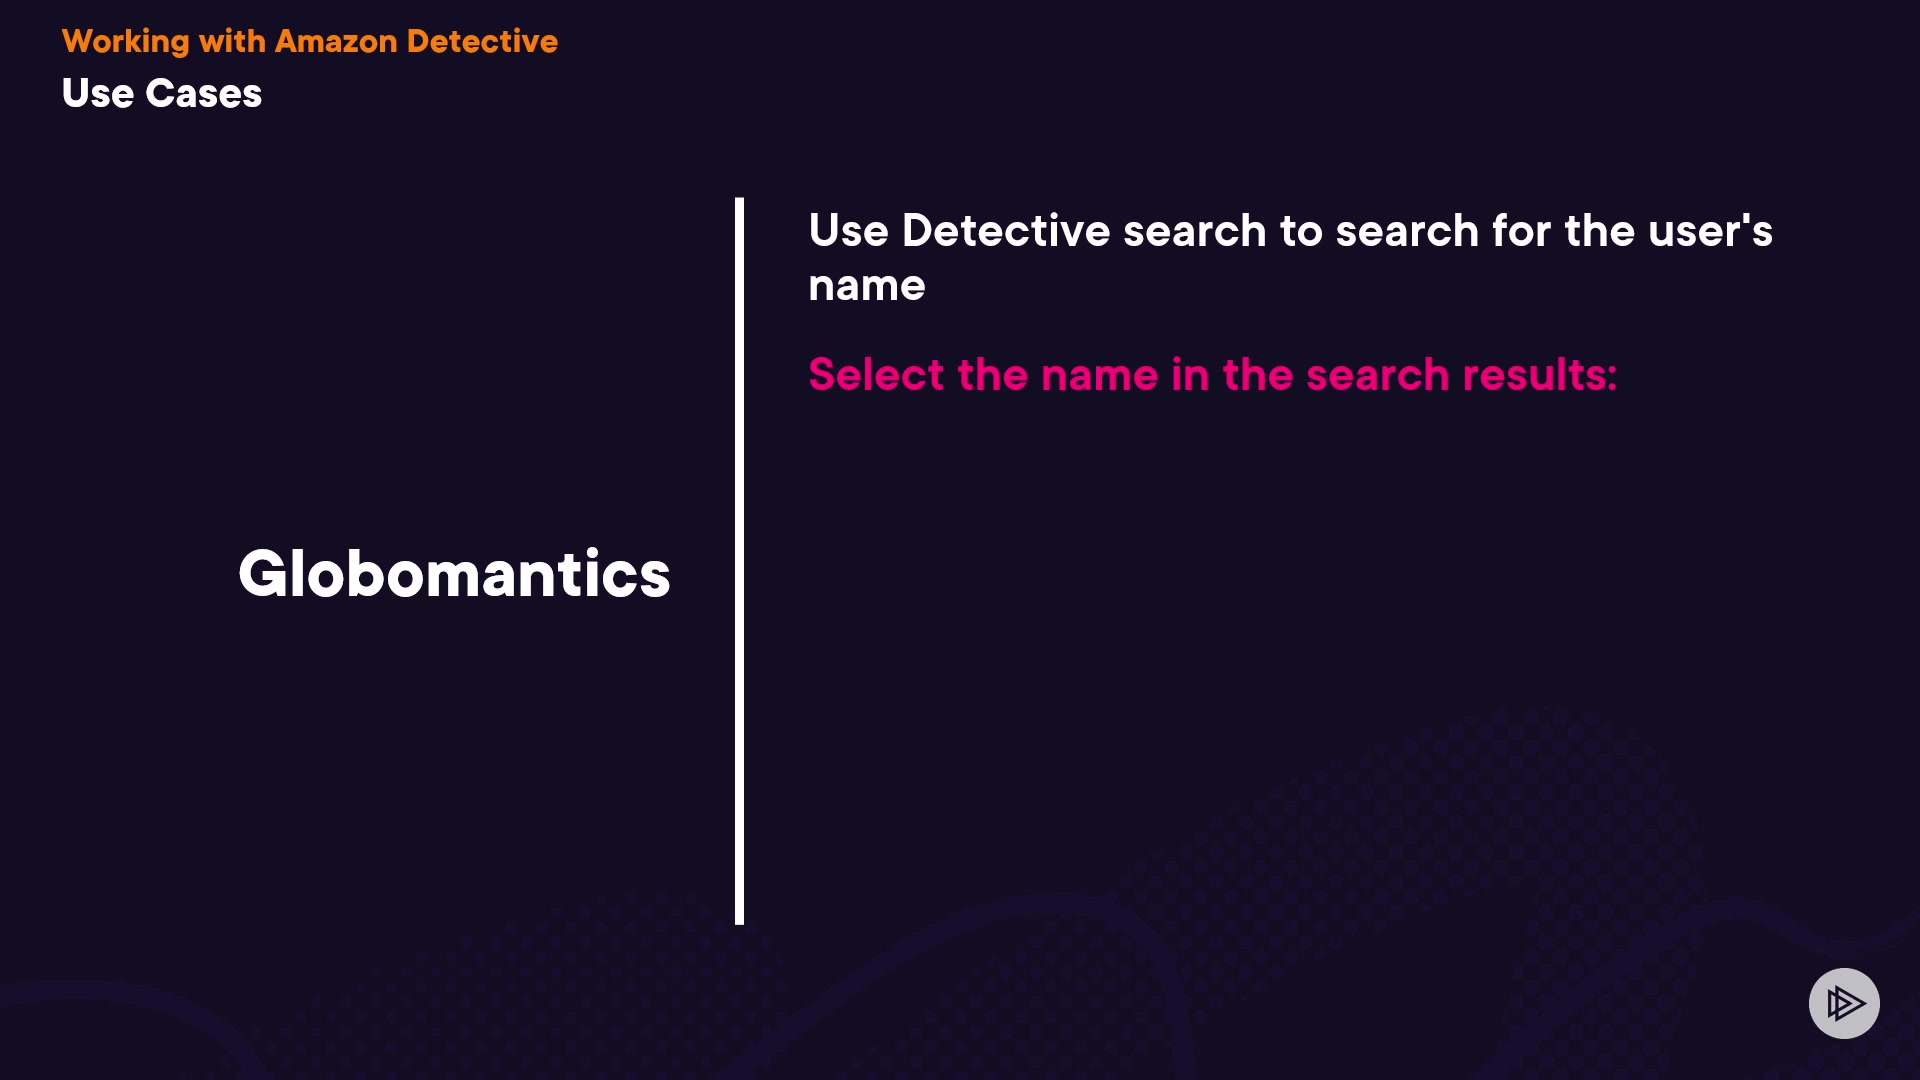 Working with Amazon Detective
Use Cases
Globomantics
Use Detective search to search for the user's
name
Select the name in the search results: